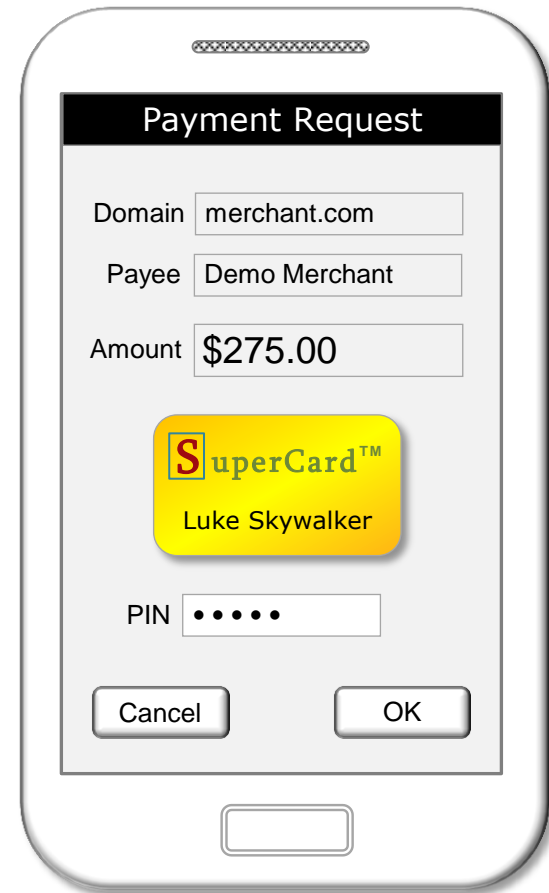 Payment Request
Domain merchant.com
Payee Demo Merchant
Amount $275.00
SuperCard™
Luke Skywalker
PIN •••••
Cancel OK